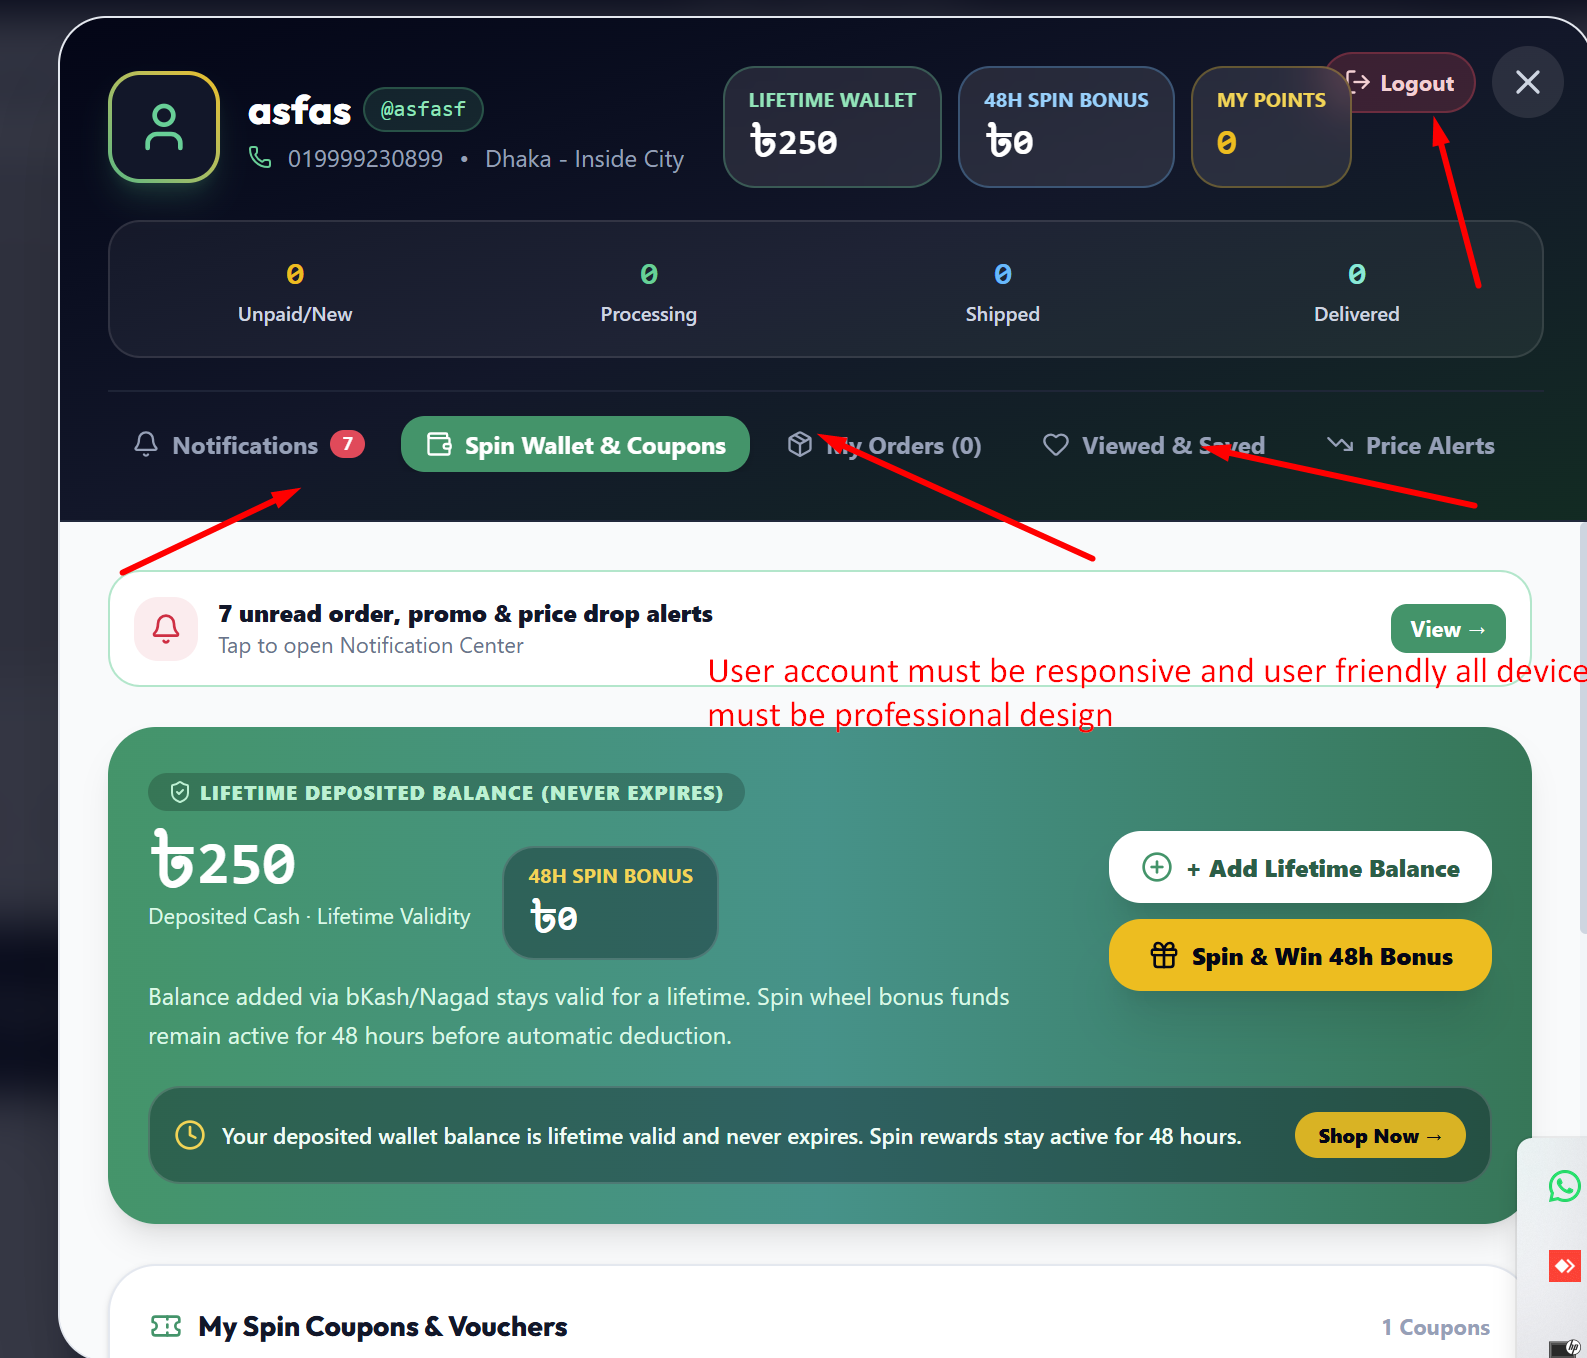 asfas @asfasf
019999230899 • Dhaka - Inside City
LIFETIME WALLET
৳250
48H SPIN BONUS
৳0
MY POINTS
0
Logout
0
Unpaid/New
0
Processing
0
Shipped
0
Delivered
Notifications 7
Spin Wallet & Coupons
My Orders (0)
Viewed & Saved
Price Alerts
7 unread order, promo & price drop alerts
Tap to open Notification Center
View →
User account must be responsive and user friendly all device
must be professional design
LIFETIME DEPOSITED BALANCE (NEVER EXPIRES)
৳250
Deposited Cash · Lifetime Validity
48H SPIN BONUS
৳0
+ Add Lifetime Balance
Spin & Win 48h Bonus
Balance added via bKash/Nagad stays valid for a lifetime. Spin wheel bonus funds
remain active for 48 hours before automatic deduction.
Your deposited wallet balance is lifetime valid and never expires. Spin rewards stay active for 48 hours.
Shop Now →
My Spin Coupons & Vouchers
1 Coupons
hp